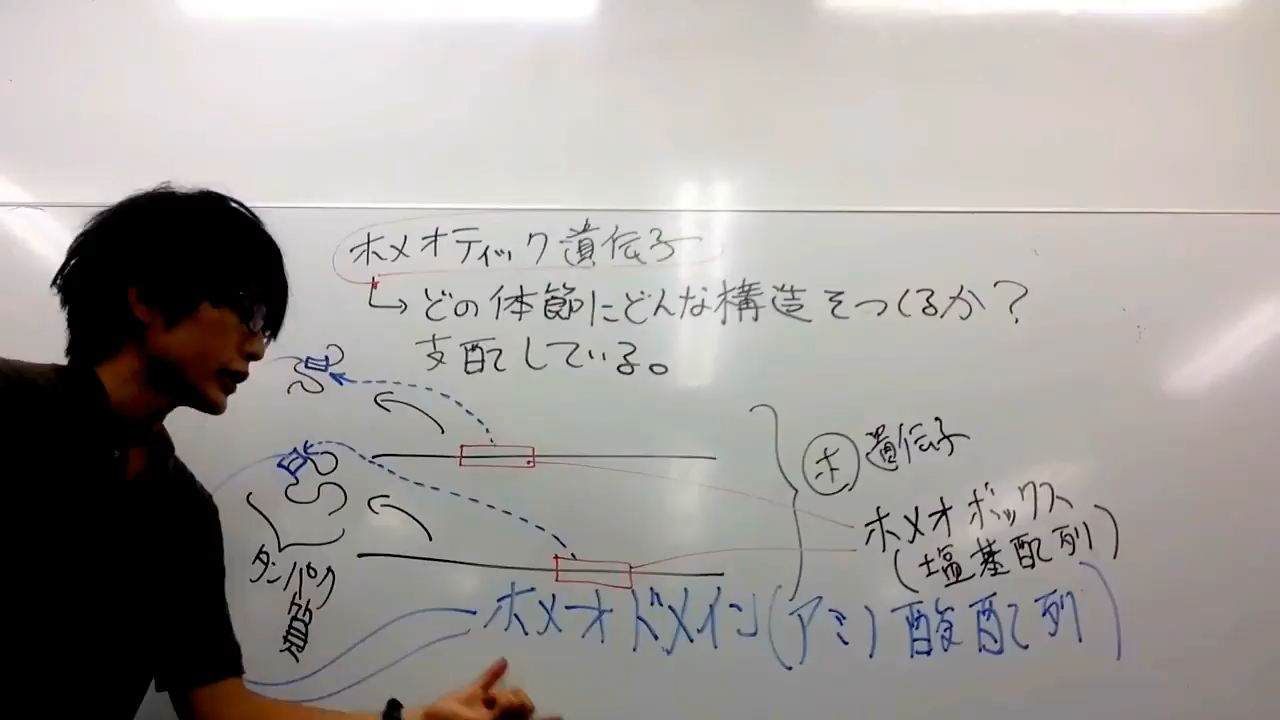 ホメオティック遺伝子
↳どの体節にどんな構造をつくるか?
支配している。
ホ 遺伝子
ホメオボックス
(塩基配列)
タンパク
質
ホメオドメイン(アミノ酸配列)